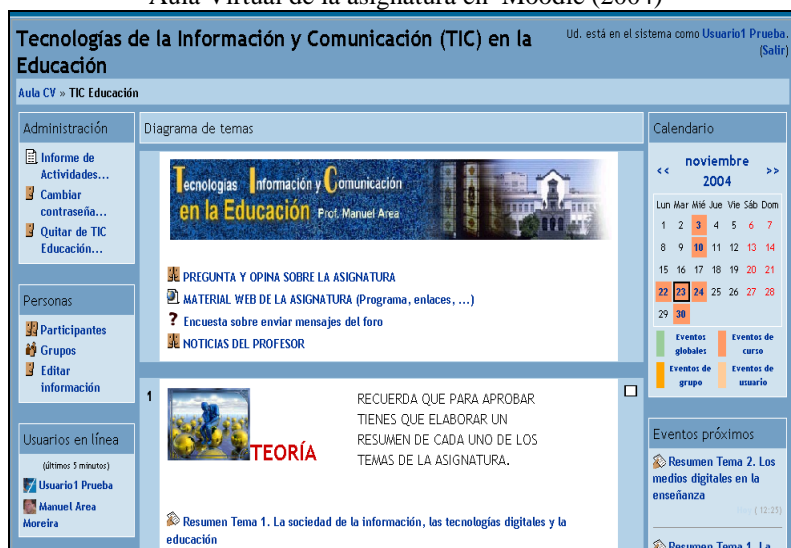 Aula Virtual de la asignatura en Moodle (2004)
Tecnologías de la Información y Comunicación (TIC) en la
Educación
Ud. está en el sistema como Usuario1 Prueba.
(Salir)
Aula CV » TIC Educación
Administración
Informe de
Actividades...
Cambiar
contraseña...
Quitar de TIC
Educación...
Personas
Participantes
Grupos
Editar
información
Usuarios en línea
(últimos 5 minutos)
Usuario1 Prueba
Manuel Area
Moreira
Diagrama de temas
Tecnologias Información y Comunicación
en la Educación Prof. Manuel Area
PREGUNTA Y OPINA SOBRE LA ASIGNATURA
MATERIAL WEB DE LA ASIGNATURA (Programa, enlaces, ...)
? Encuesta sobre enviar mensajes del foro
NOTICIAS DEL PROFESOR
1
TEORÍA
RECUERDA QUE PARA APROBAR
TIENES QUE ELABORAR UN
RESUMEN DE CADA UNO DE LOS
TEMAS DE LA ASIGNATURA.
Resumen Tema 1. La sociedad de la información, las tecnologías digitales y la
educación
Calendario
<< noviembre >>
2004
Lun Mar Mié Jue Vie Sáb Dom
1 2 3 4 5 6 7
8 9 10 11 12 13 14
15 16 17 18 19 20 21
22 23 24 25 26 27 28
29 30
Eventos globales
Eventos de curso
Eventos de grupo
Eventos de usuario
Eventos próximos
Resumen Tema 2. Los
medios digitales en la
enseñanza
(12:25)
Resumen Tema 1. La